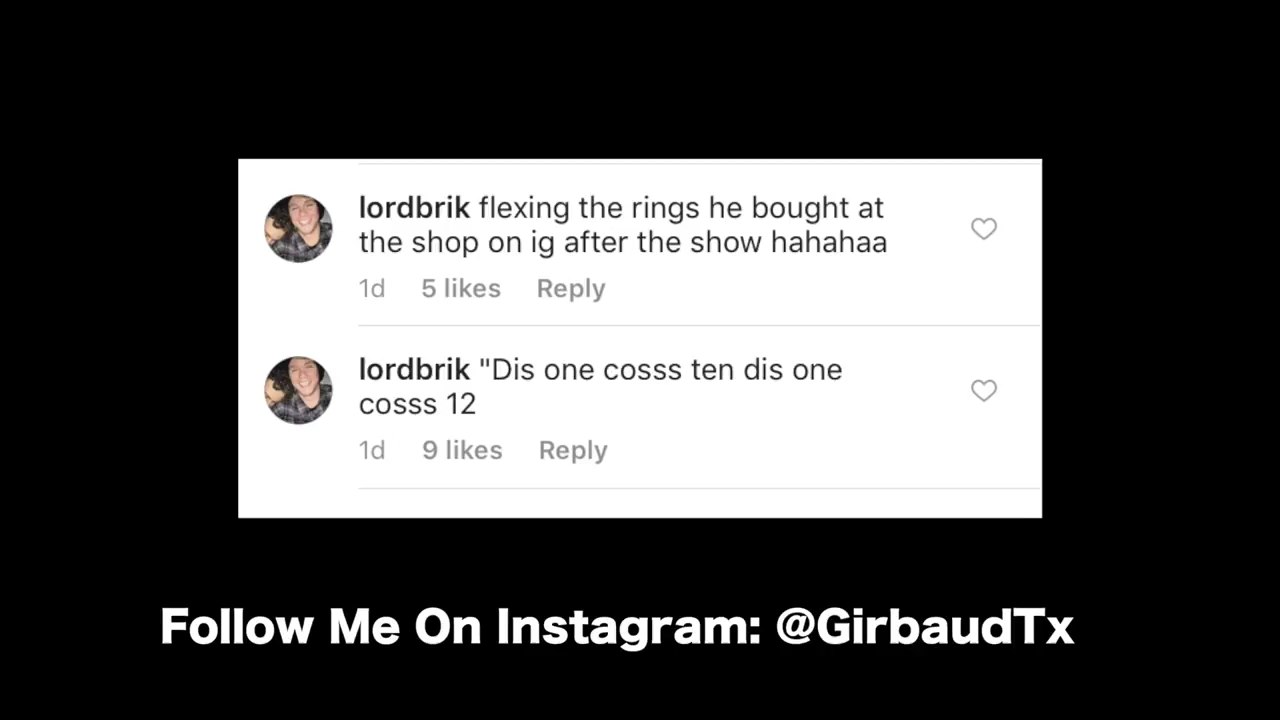 lordbrik flexing the rings he bought at
the shop on ig after the show hahahaa
1d 5 likes Reply
lordbrik "Dis one cosss ten dis one
cosss 12
1d 9 likes Reply
Follow Me On Instagram: @GirbaudTx